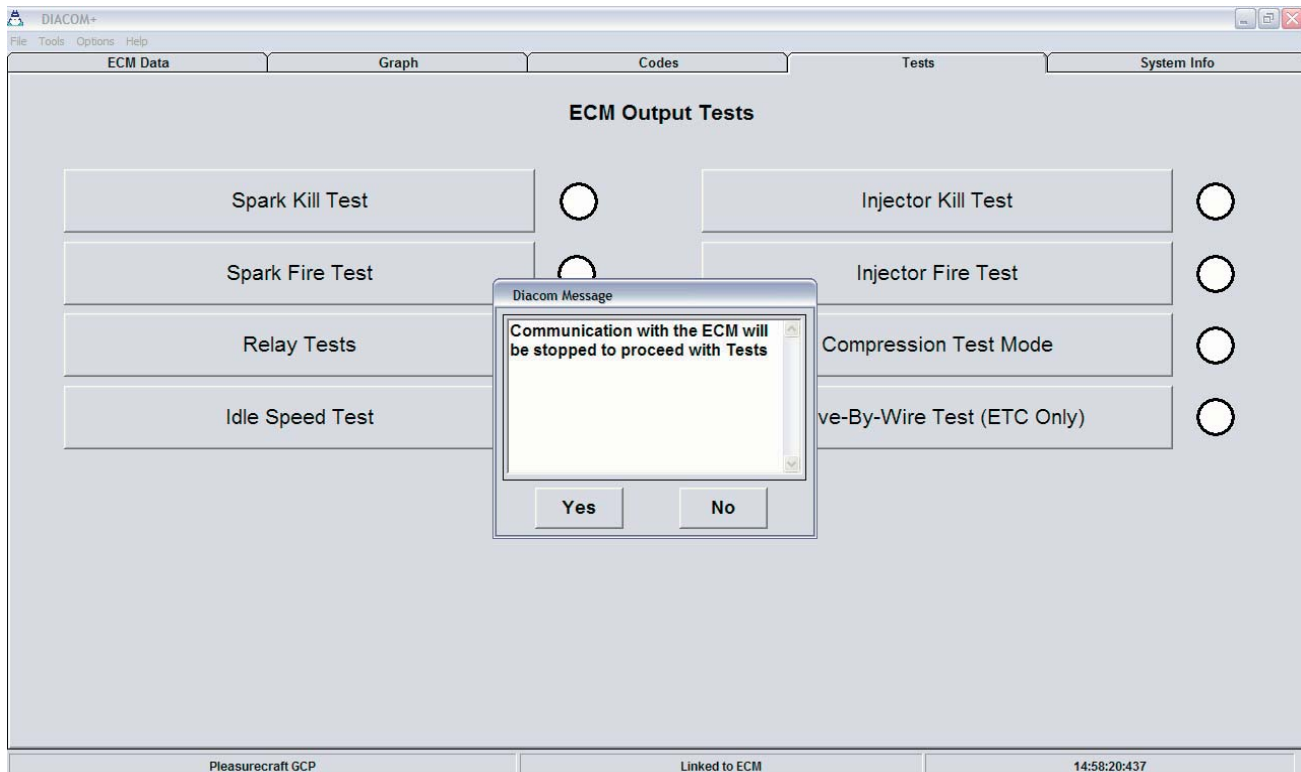 DIACOM+
File Tools Options Help
ECM Data Graph Codes Tests System Info
ECM Output Tests
Spark Kill Test Injector Kill Test
Spark Fire Test Injector Fire Test
Diacom Message
Communication with the ECM will
be stopped to proceed with Tests
Relay Tests Compression Test Mode
Idle Speed Test ve-By-Wire Test (ETC Only)
Yes No
Pleasurecraft GCP Linked to ECM 14:58:20:437